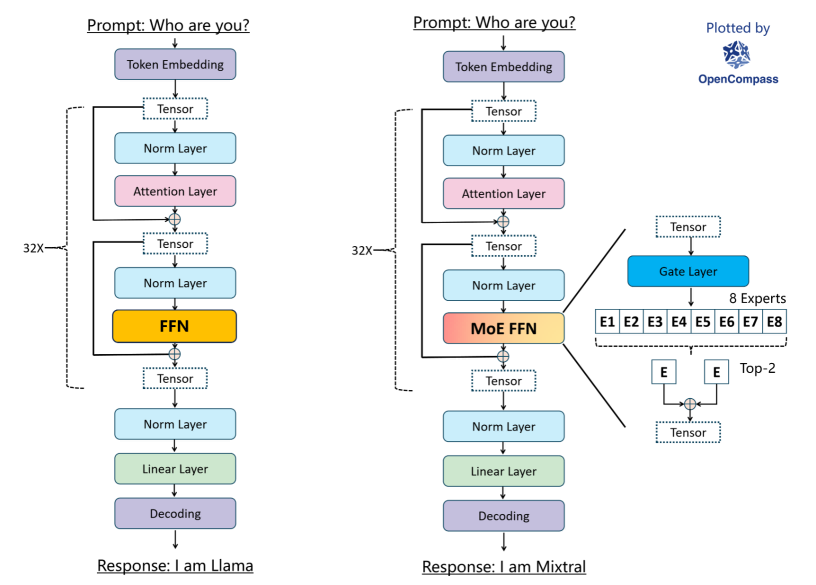 Prompt: Who are you?
Token Embedding
Tensor
Norm Layer
Attention Layer
Tensor
32X
Norm Layer
FFN
Tensor
Norm Layer
Linear Layer
Decoding
Response: I am Llama
Prompt: Who are you?
Token Embedding
Tensor
Norm Layer
Attention Layer
Tensor
32X
Norm Layer
MoE FFN
Tensor
Norm Layer
Linear Layer
Decoding
Response: I am Mixtral
Plotted by
OpenCompass
Tensor
Gate Layer
8 Experts
E1 E2 E3 E4 E5 E6 E7 E8
E E Top-2
Tensor